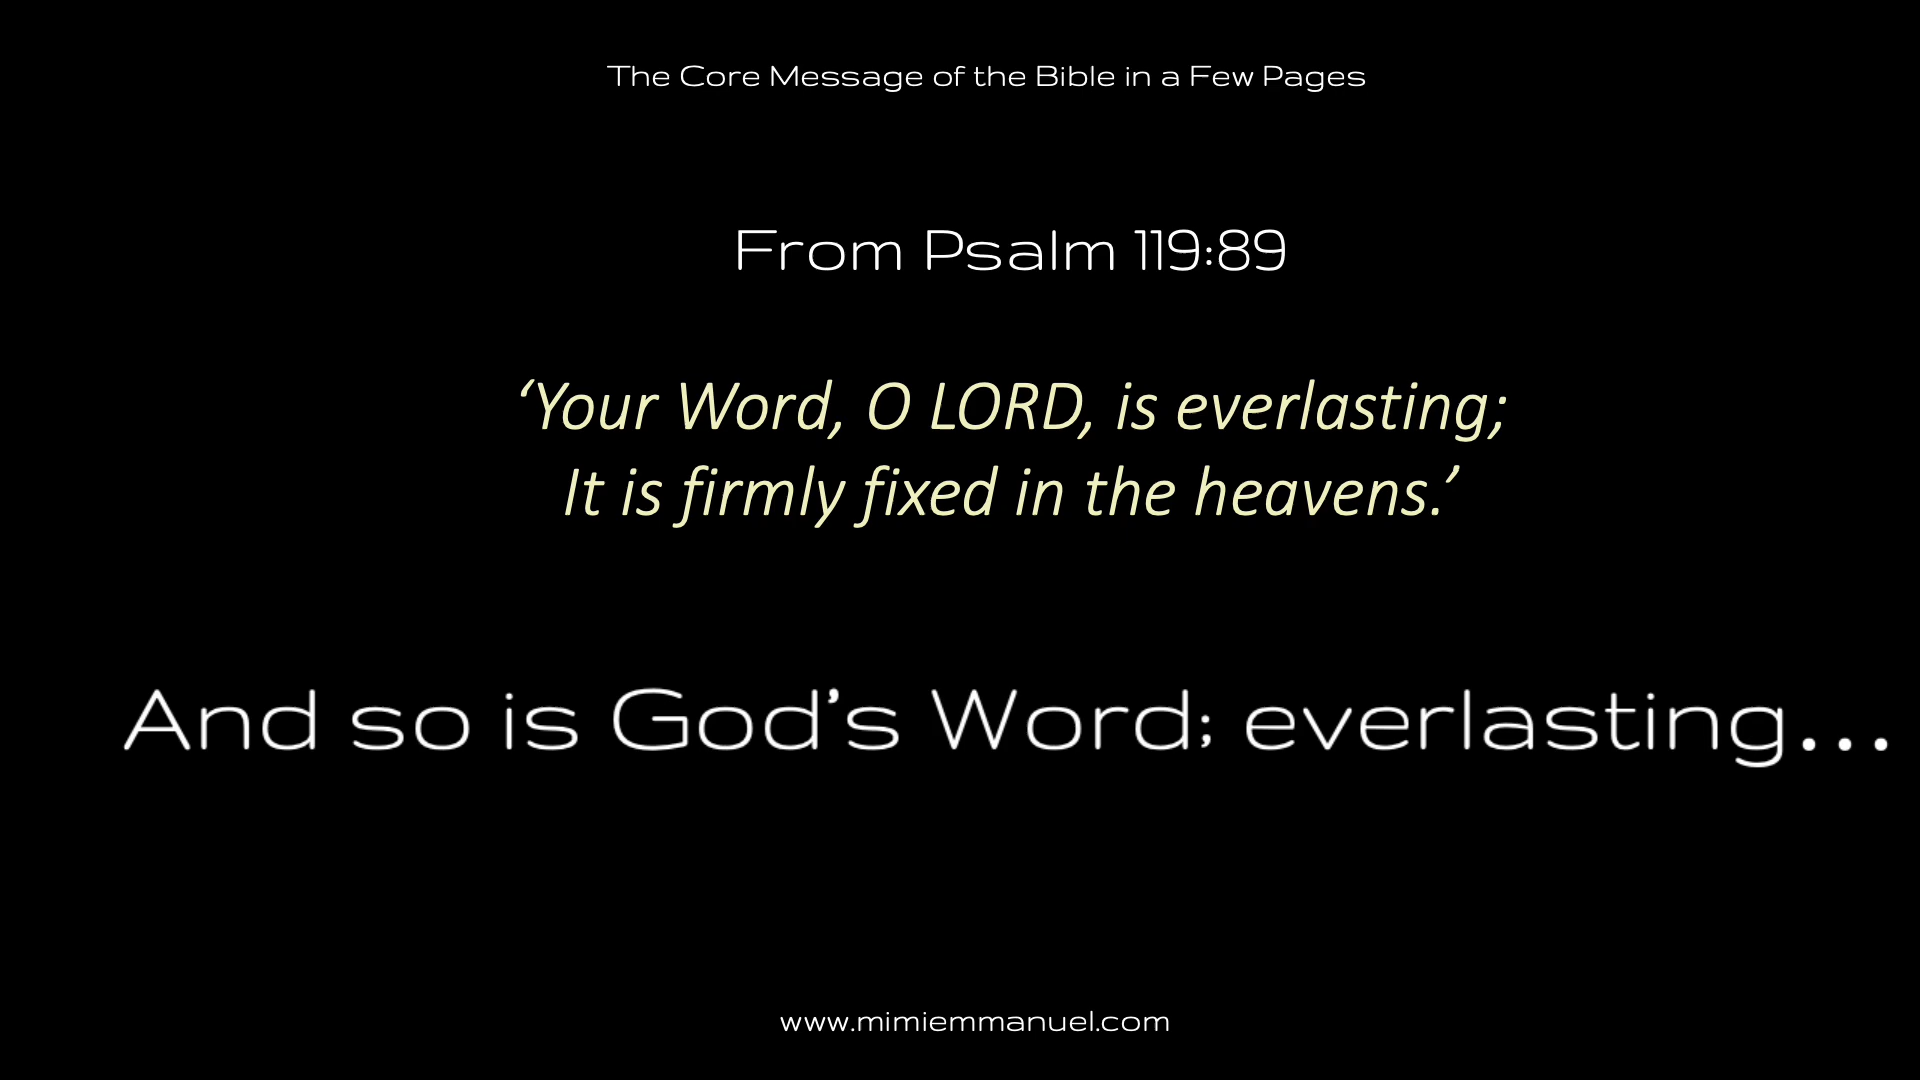 The Core Message of the Bible in a Few Pages
From Psalm 119:89
‘Your Word, O LORD, is everlasting;
It is firmly fixed in the heavens.’
And so is God’s Word; everlasting…
www.mimiemmanuel.com